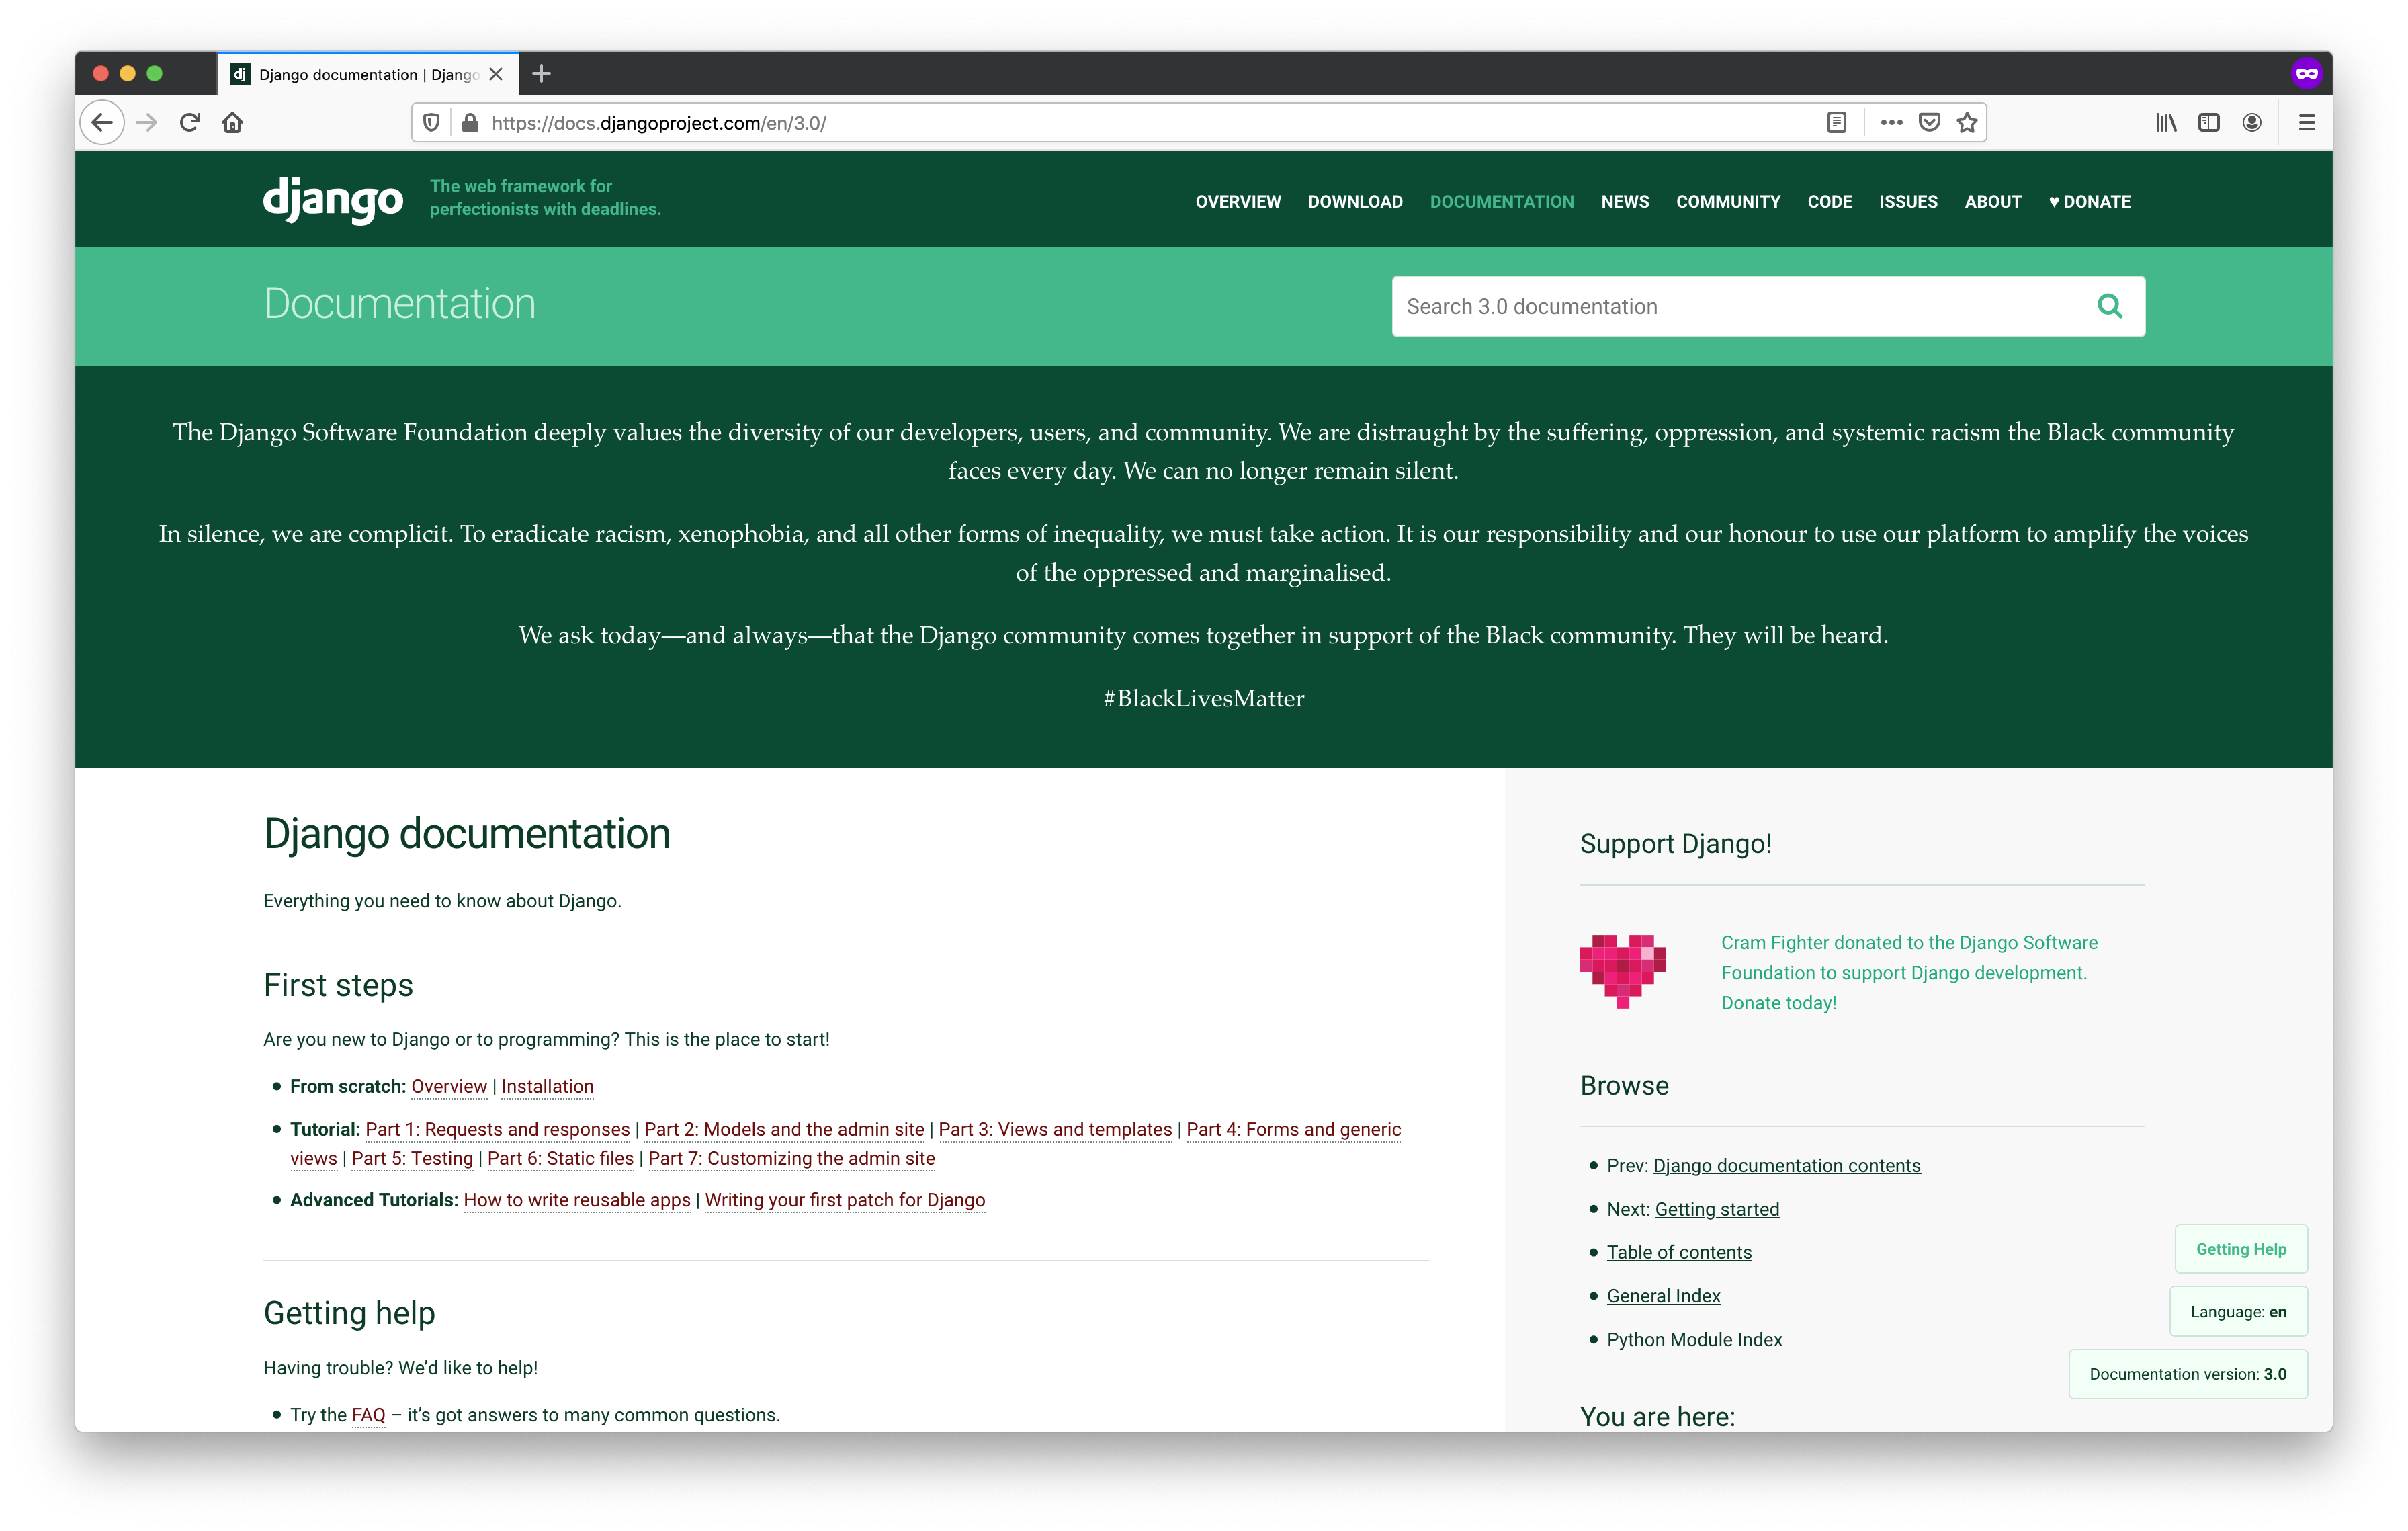 dj Django documentation | Django
https://docs.djangoproject.com/en/3.0/
django
The web framework for
perfectionists with deadlines.
OVERVIEW DOWNLOAD DOCUMENTATION NEWS COMMUNITY CODE ISSUES ABOUT ♥ DONATE
Documentation
Search 3.0 documentation
The Django Software Foundation deeply values the diversity of our developers, users, and community. We are distraught by the suffering, oppression, and systemic racism the Black community
faces every day. We can no longer remain silent.
In silence, we are complicit. To eradicate racism, xenophobia, and all other forms of inequality, we must take action. It is our responsibility and our honour to use our platform to amplify the voices
of the oppressed and marginalised.
We ask today—and always—that the Django community comes together in support of the Black community. They will be heard.
#BlackLivesMatter
Django documentation
Everything you need to know about Django.
First steps
Are you new to Django or to programming? This is the place to start!
• From scratch: Overview | Installation
• Tutorial: Part 1: Requests and responses | Part 2: Models and the admin site | Part 3: Views and templates | Part 4: Forms and generic
views | Part 5: Testing | Part 6: Static files | Part 7: Customizing the admin site
• Advanced Tutorials: How to write reusable apps | Writing your first patch for Django
Getting help
Having trouble? We’d like to help!
• Try the FAQ – it’s got answers to many common questions.
Support Django!
Cram Fighter donated to the Django Software
Foundation to support Django development.
Donate today!
Browse
• Prev: Django documentation contents
• Next: Getting started
• Table of contents
• General Index
• Python Module Index
You are here:
Getting Help
Language: en
Documentation version: 3.0